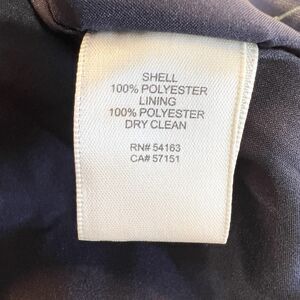 SHELL
100% POLYESTER
LINING
100% POLYESTER
DRY CLEAN
RN# 54163
CA# 57151